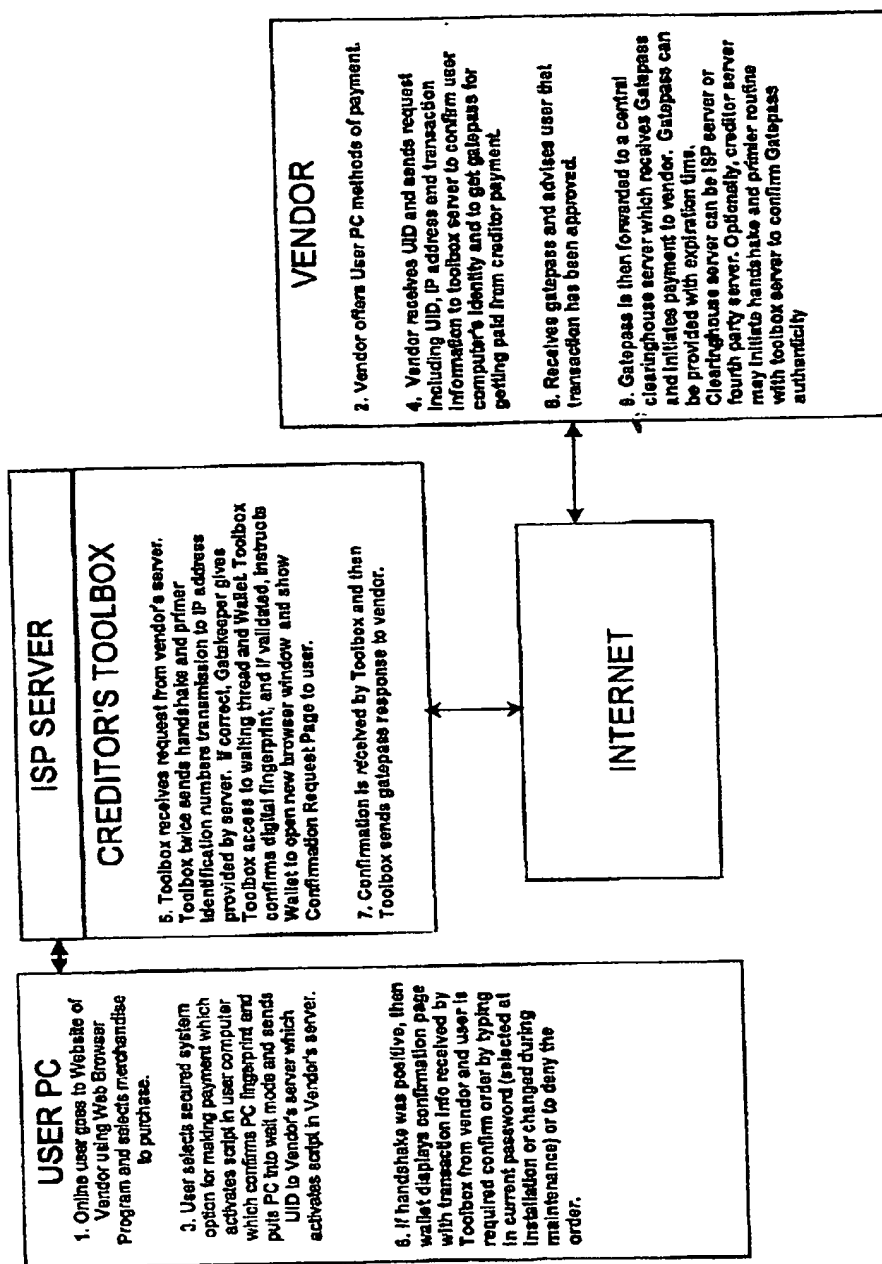 USER PC
1. Online user goes to Website of
Vendor using Web Browser
Program and selects merchandise
to purchase.
3. User selects secured system
option for making payment which
activates script in user computer
which confirms PC fingerprint and
puts PC into wait mode and sends
UID to Vendor's server which
activates script in Vendor's server.
6. If handshake was positive, then
wallet displays confirmation page
with transaction info received by
Toolbox from vendor and user is
required confirm order by typing
in current password (selected at
installation or changed during
maintenance) or to deny the
order.
ISP SERVER
CREDITOR'S TOOLBOX
5. Toolbox receives request from vendor's server.
Toolbox twice sends handshake and primer
identification numbers transmission to IP address
provided by server. If correct, Gatekeeper gives
Toolbox access to waiting thread and Wallet. Toolbox
confirms digital fingerprint, and if validated, instructs
Wallet to open new browser window and show
Confirmation Request Page to user.
7. Confirmation is received by Toolbox and then
Toolbox sends gatepass response to vendor.
INTERNET
VENDOR
2. Vendor offers User PC methods of payment.
4. Vendor receives UID and sends request
including UID, IP address and transaction
information to toolbox server to confirm user
computer's identity and to get gatepass for
getting paid from creditor payment.
8. Receives gatepass and advises user that
transaction has been approved.
9. Gatepass is then forwarded to a central
clearinghouse server which receives Gatepass
and initiates payment to vendor. Gatepass can
be provided with expiration time.
Clearinghouse server can be ISP server or
fourth party server. Optionally, creditor server
may initiate handshake and primier routine
with toolbox server to confirm Gatepass
authenticity